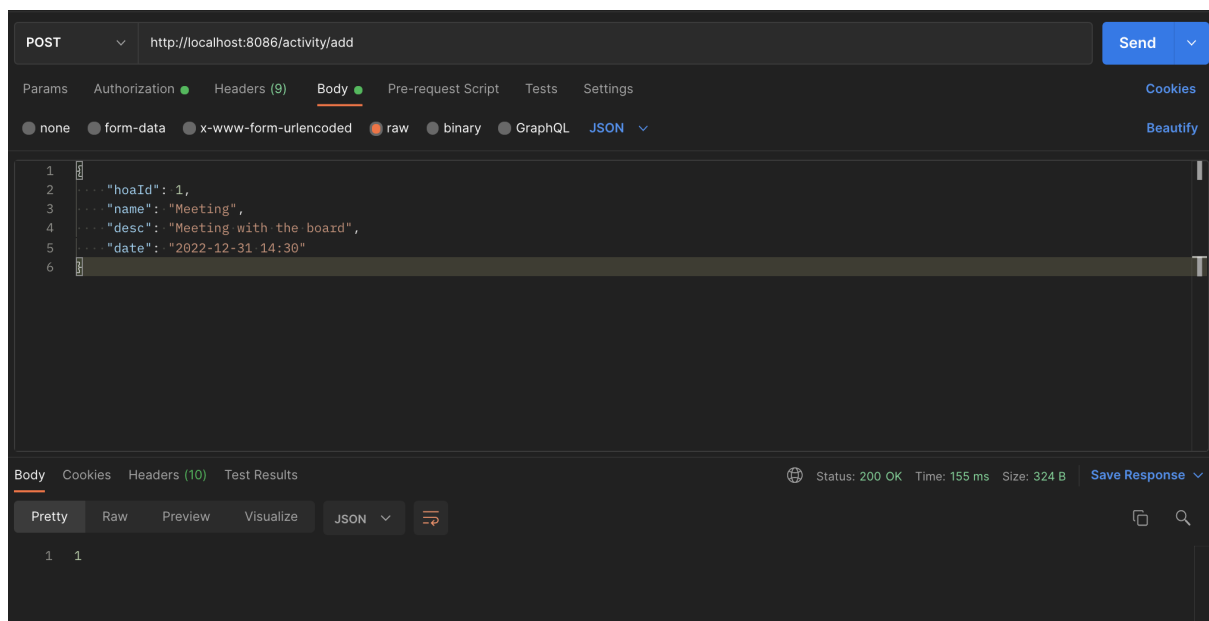 POST http://localhost:8086/activity/add Send
Params Authorization Headers (9) Body Pre-request Script Tests Settings Cookies
none form-data x-www-form-urlencoded raw binary GraphQL JSON Beautify
1 {
2 "hoaId": 1,
3 "name": "Meeting",
4 "desc": "Meeting with the board",
5 "date": "2022-12-31 14:30"
6 }
Body Cookies Headers (10) Test Results Status: 200 OK Time: 155 ms Size: 324 B Save Response
Pretty Raw Preview Visualize JSON
1 1